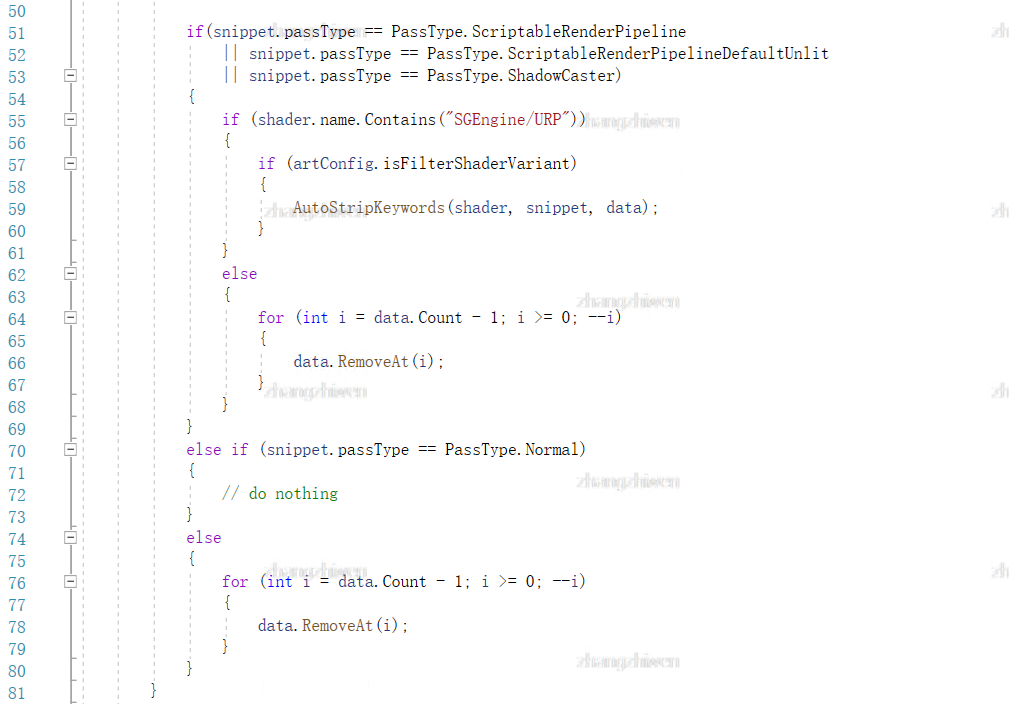 50
51 if(snippet.passType == PassType.ScriptableRenderPipeline
52 || snippet.passType == PassType.ScriptableRenderPipelineDefaultUnlit
53 || snippet.passType == PassType.ShadowCaster)
54 {
55 if (shader.name.Contains("SGEngine/URP"))
56 {
57 if (artConfig.isFilterShaderVariant)
58 {
59 AutoStripKeywords(shader, snippet, data);
60 }
61 }
62 else
63 {
64 for (int i = data.Count - 1; i >= 0; --i)
65 {
66 data.RemoveAt(i);
67 }
68 }
69 }
70 else if (snippet.passType == PassType.Normal)
71 {
72 // do nothing
73 }
74 else
75 {
76 for (int i = data.Count - 1; i >= 0; --i)
77 {
78 data.RemoveAt(i);
79 }
80 }
81 }